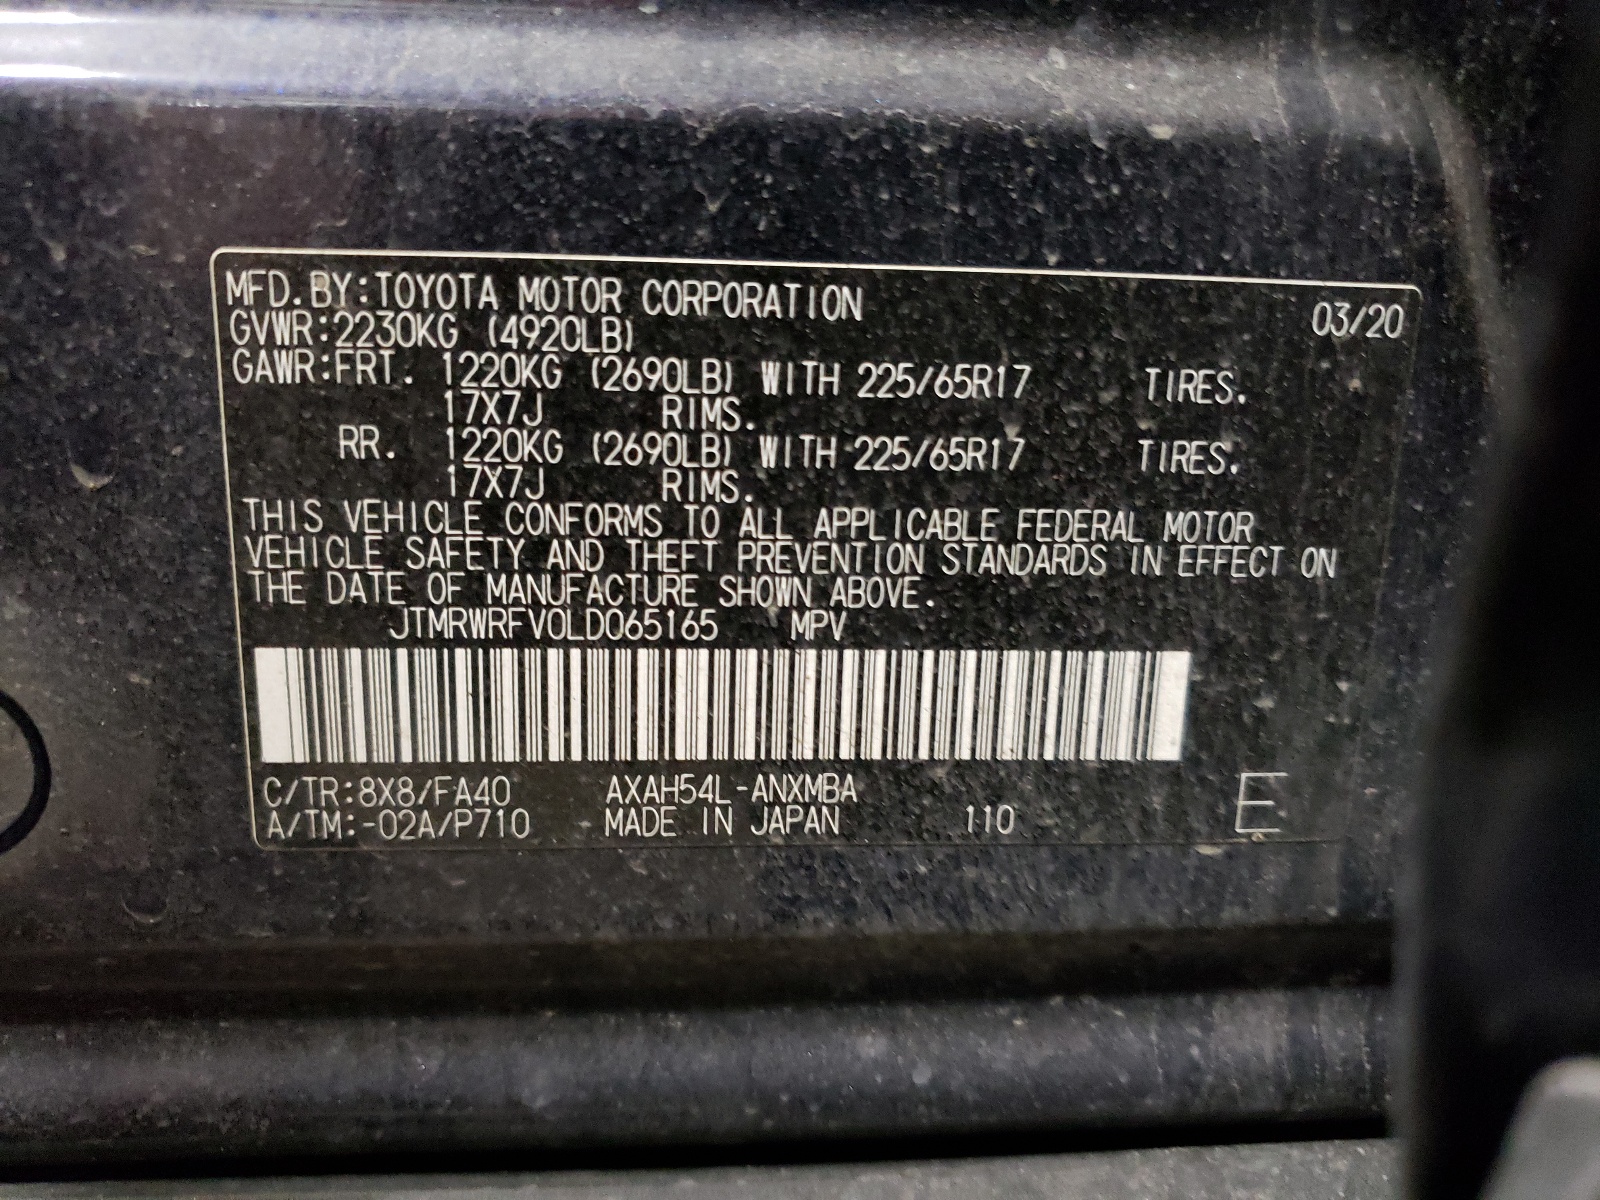 MFD. BY:TOYOTA MOTOR CORPORATION 03/20
GVWR:2230KG (4920LB)
GAWR:FRT. 1220KG (2690LB) WITH 225/65R17 TIRES.
17X7J RIMS.
RR. 1220KG (2690LB) WITH 225/65R17 TIRES.
17X7J RIMS.
THIS VEHICLE CONFORMS TO ALL APPLICABLE FEDERAL MOTOR
VEHICLE SAFETY AND THEFT PREVENTION STANDARDS IN EFFECT ON
THE DATE OF MANUFACTURE SHOWN ABOVE.
JTMRWRFV0LD065165 MPV
C/TR:8X8/FA40 AXAH54L-ANXMBA
A/TM:-02A/P710 MADE IN JAPAN 110 E